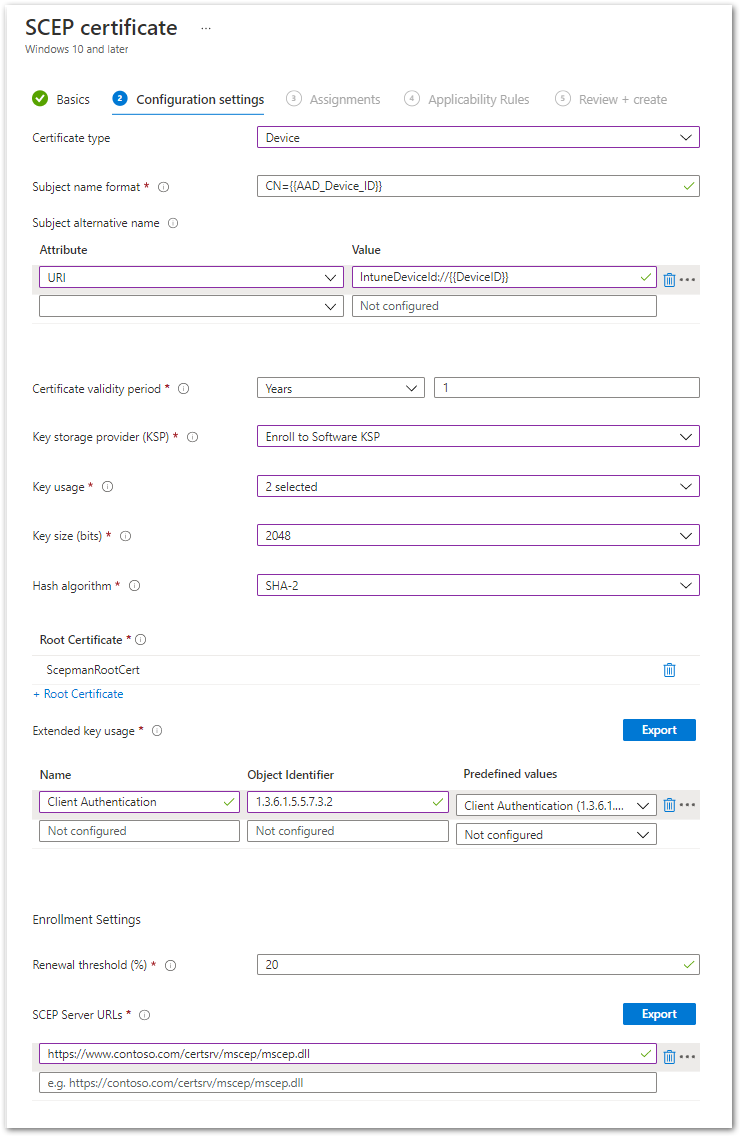 SCEP certificate ...
Windows 10 and later
Basics 2 Configuration settings 3 Assignments 4 Applicability Rules 5 Review + create
Certificate type Device
Subject name format * CN={{AAD_Device_ID}}
Subject alternative name
Attribute Value
URI IntuneDeviceId://{{DeviceID}}
Not configured
Certificate validity period * Years 1
Key storage provider (KSP) * Enroll to Software KSP
Key usage * 2 selected
Key size (bits) * 2048
Hash algorithm * SHA-2
Root Certificate *
ScepmanRootCert
+ Root Certificate
Extended key usage * Export
Name Object Identifier Predefined values
Client Authentication 1.3.6.1.5.5.7.3.2 Client Authentication (1.3.6.1....
Not configured Not configured Not configured
Enrollment Settings
Renewal threshold (%) * 20
SCEP Server URLs * Export
https://www.contoso.com/certsrv/mscep/mscep.dll
e.g. https://contoso.com/certsrv/mscep/mscep.dll